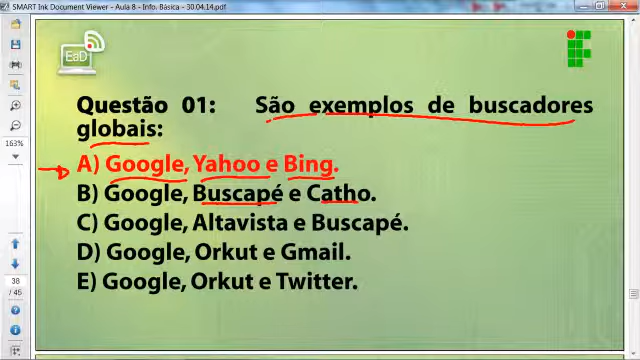 SMART Ink Document Viewer - Aula 8 - Info. Básica - 30.04.14.pdf
EaD
Questão 01: São exemplos de buscadores
globais:
A) Google, Yahoo e Bing.
B) Google, Buscapé e Catho.
C) Google, Altavista e Buscapé.
D) Google, Orkut e Gmail.
E) Google, Orkut e Twitter.
163%
38
/ 45